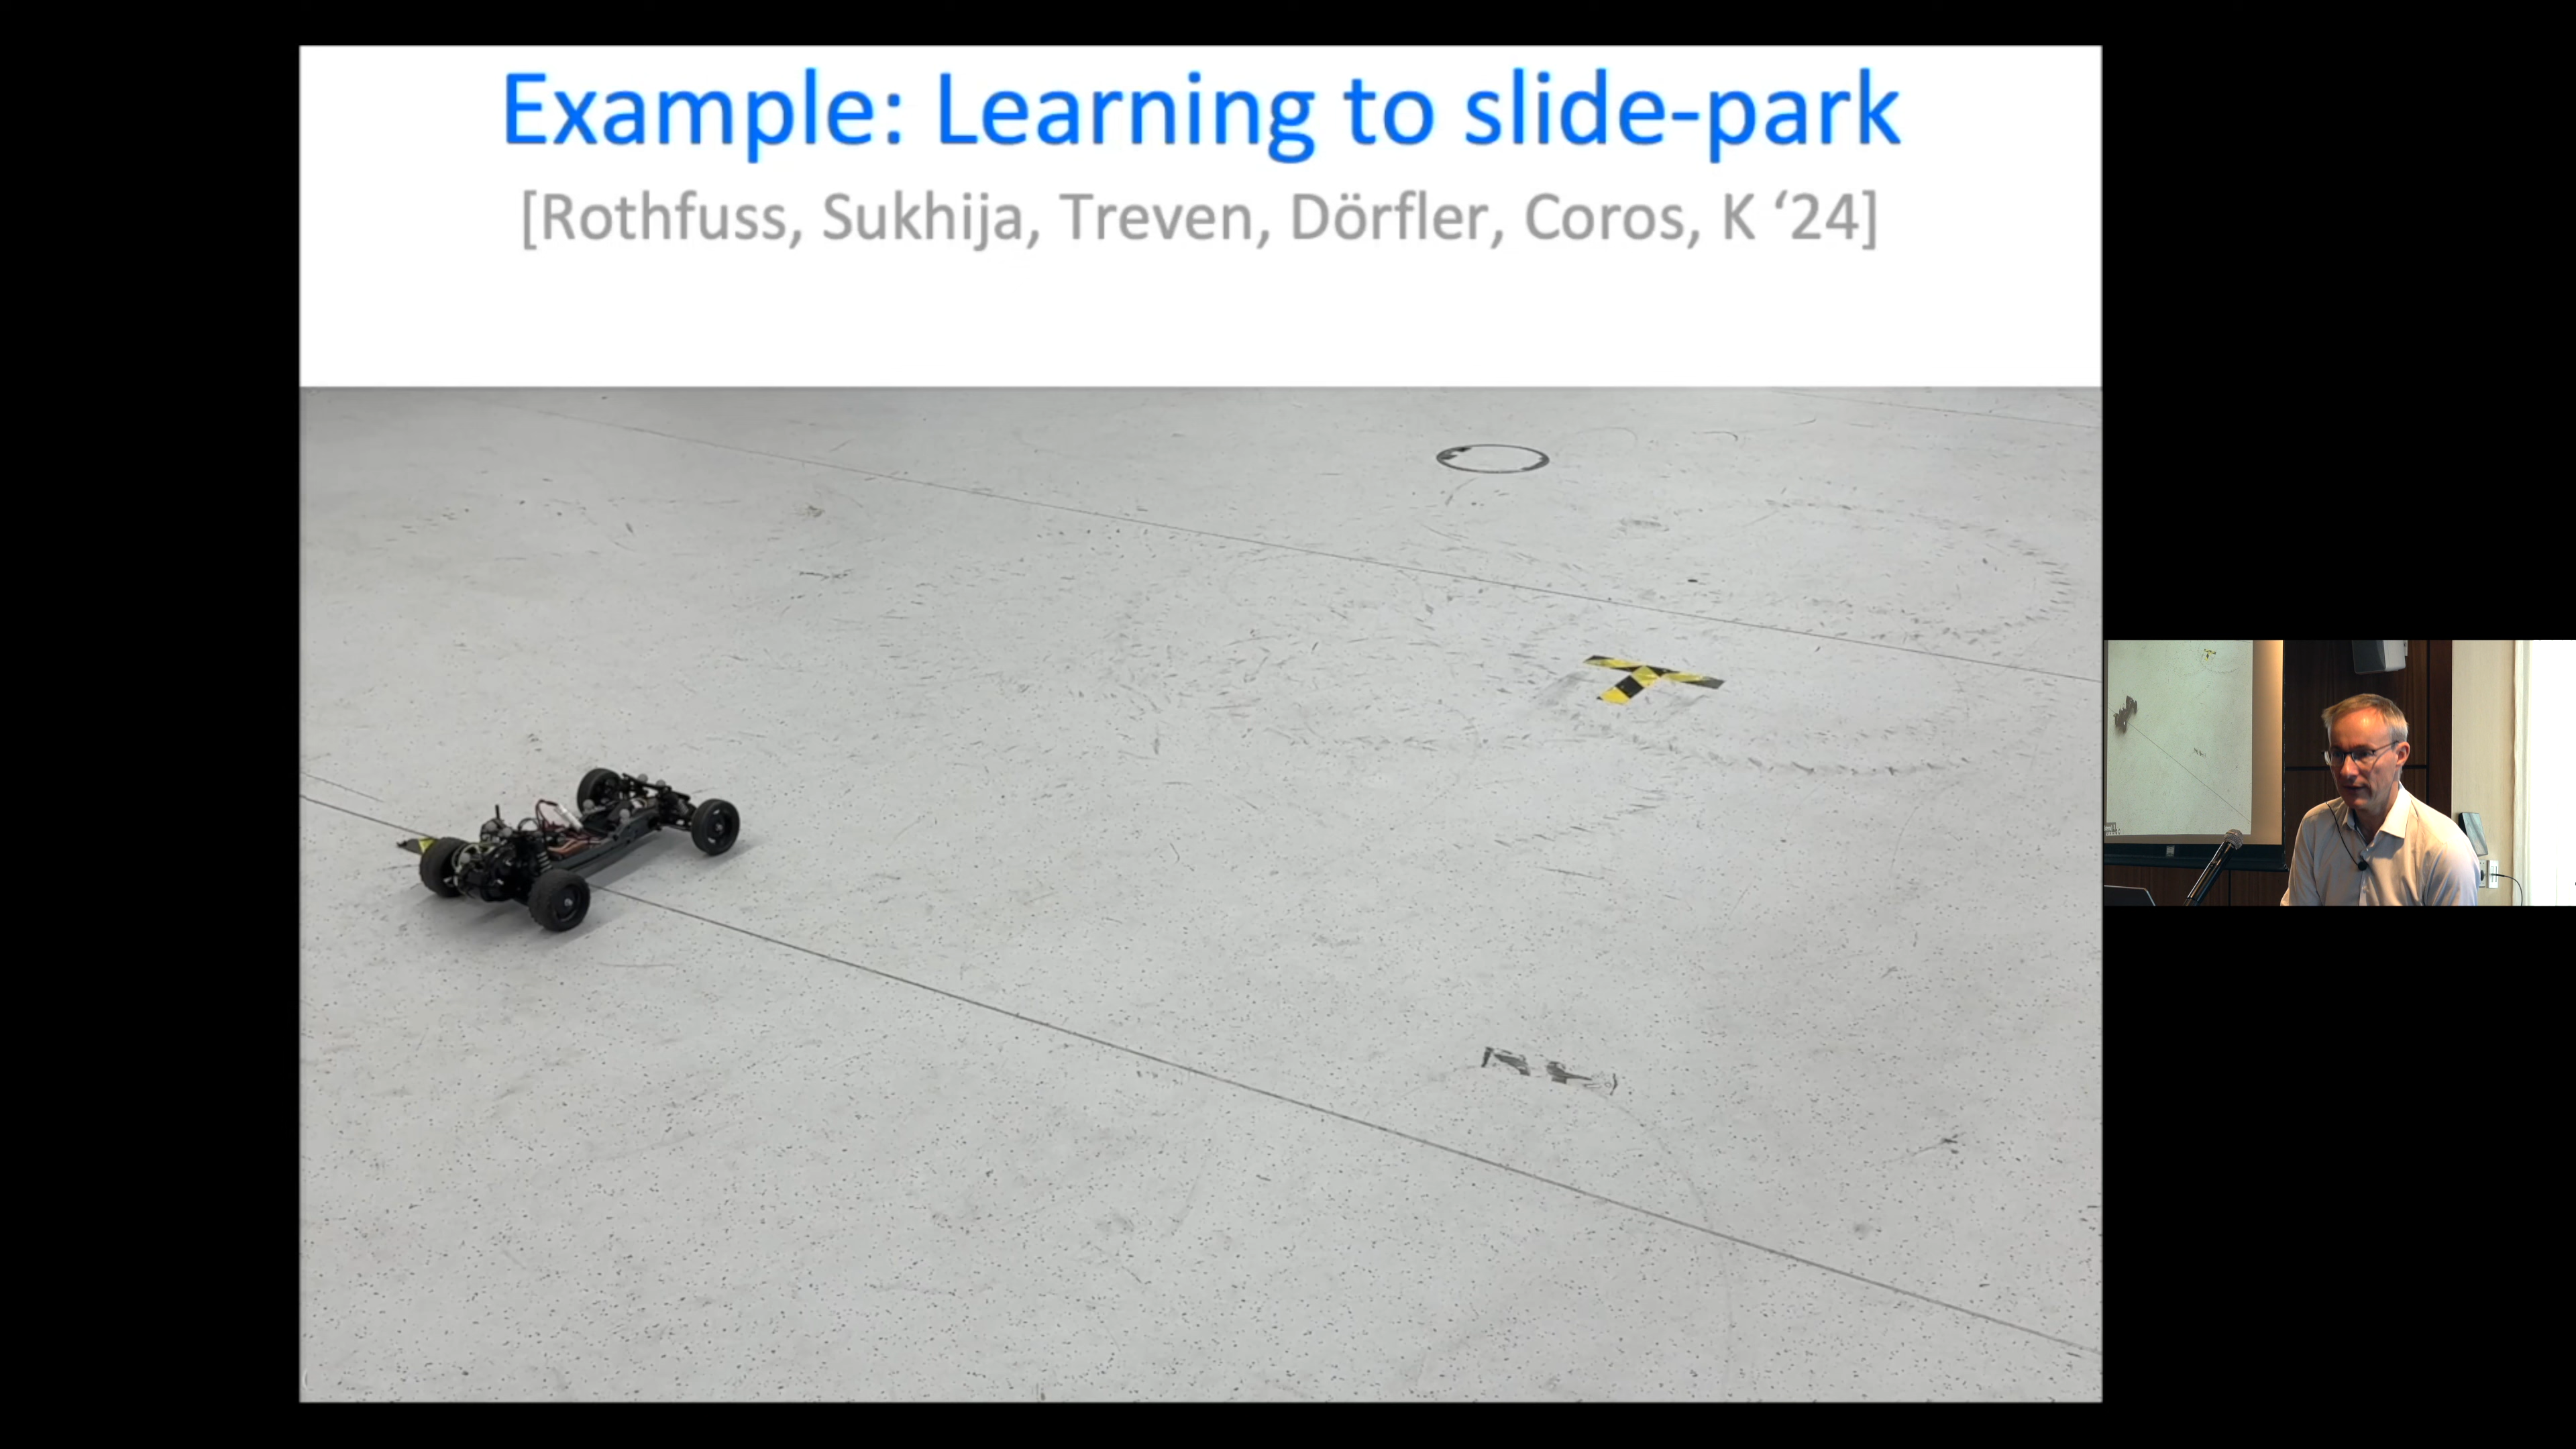 Example: Learning to slide-park
[Rothfuss, Sukhija, Treven, Dörfler, Coros, K ‘24]